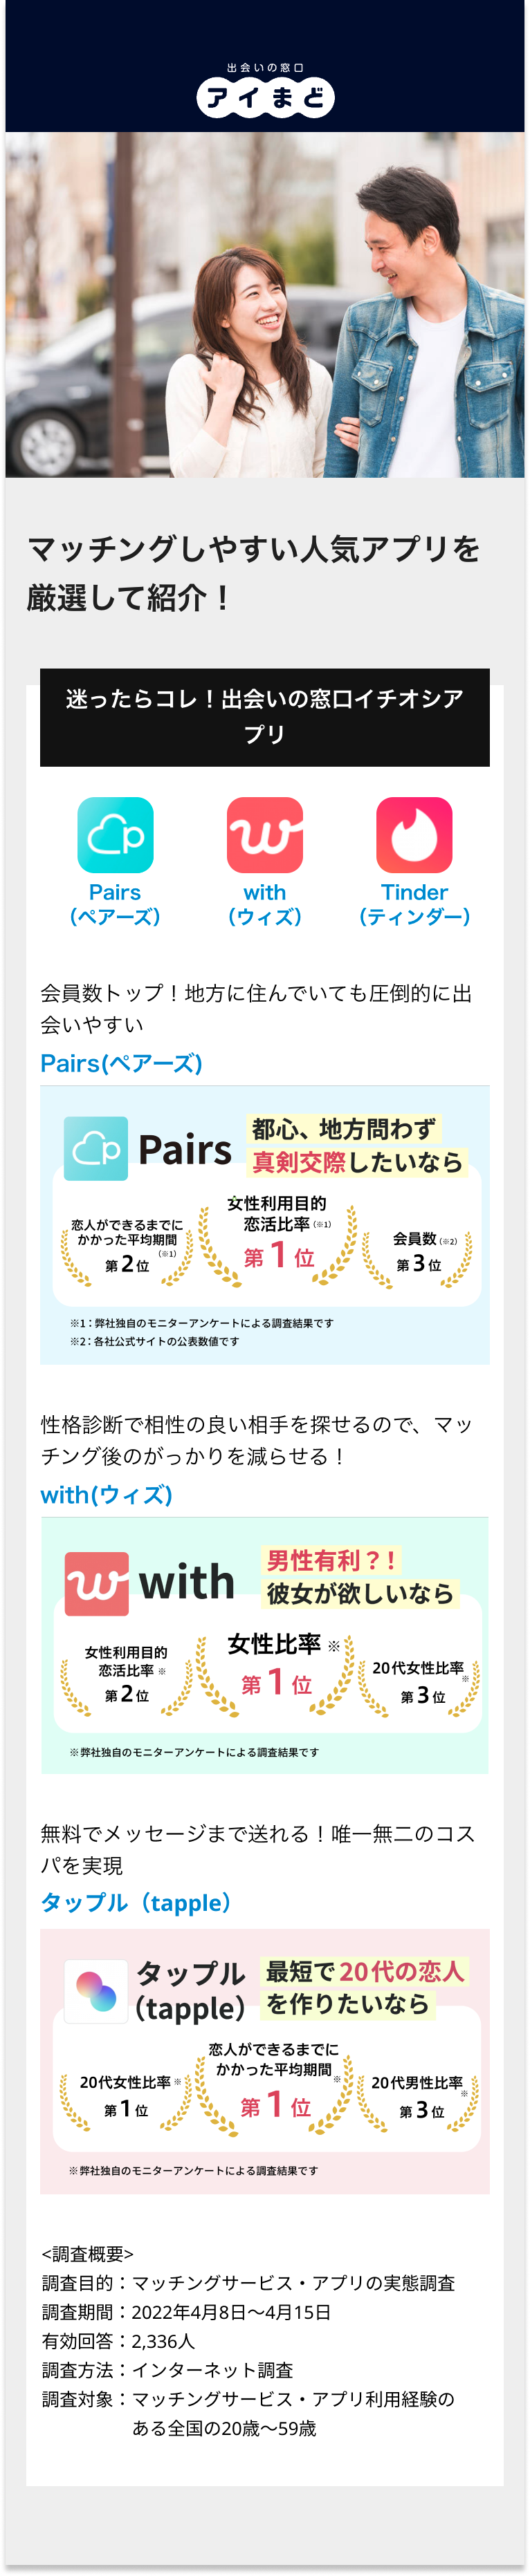 出会いの窓口
アイまど
マッチングしやすい人気アプリを
厳選して紹介！
迷ったらコレ！出会いの窓口イチオシア
プリ
Pairs
（ペアーズ）
with
（ウィズ）
Tinder
（ティンダー）
会員数トップ！地方に住んでいても圧倒的に出
会いやすい
Pairs(ペアーズ)
Pairs
都心、地方問わず
真剣交際したいなら
恋人ができるまでに
かかった平均期間
（※1）
第2位
女性利用目的
恋活比率（※1）
第1位
会員数（※2）
第3位
※1：弊社独自のモニターアンケートによる調査結果です
※2：各社公式サイトの公表数値です
性格診断で相性の良い相手を探せるので、マッ
チング後のがっかりを減らせる！
with(ウィズ)
with
男性有利？！
彼女が欲しいなら
女性利用目的
恋活比率※
第2位
女性比率※
第1位
20代女性比率※
第3位
※弊社独自のモニターアンケートによる調査結果です
無料でメッセージまで送れる！唯一無二のコス
パを実現
タップル（tapple）
タップル
（tapple）
最短で20代の恋人
を作りたいなら
20代女性比率※
第1位
恋人ができるまでに
かかった平均期間※
第1位
20代男性比率※
第3位
※弊社独自のモニターアンケートによる調査結果です
<調査概要>
調査目的：マッチングサービス・アプリの実態調査
調査期間：2022年4月8日～4月15日
有効回答：2,336人
調査方法：インターネット調査
調査対象：マッチングサービス・アプリ利用経験の
ある全国の20歳～59歳